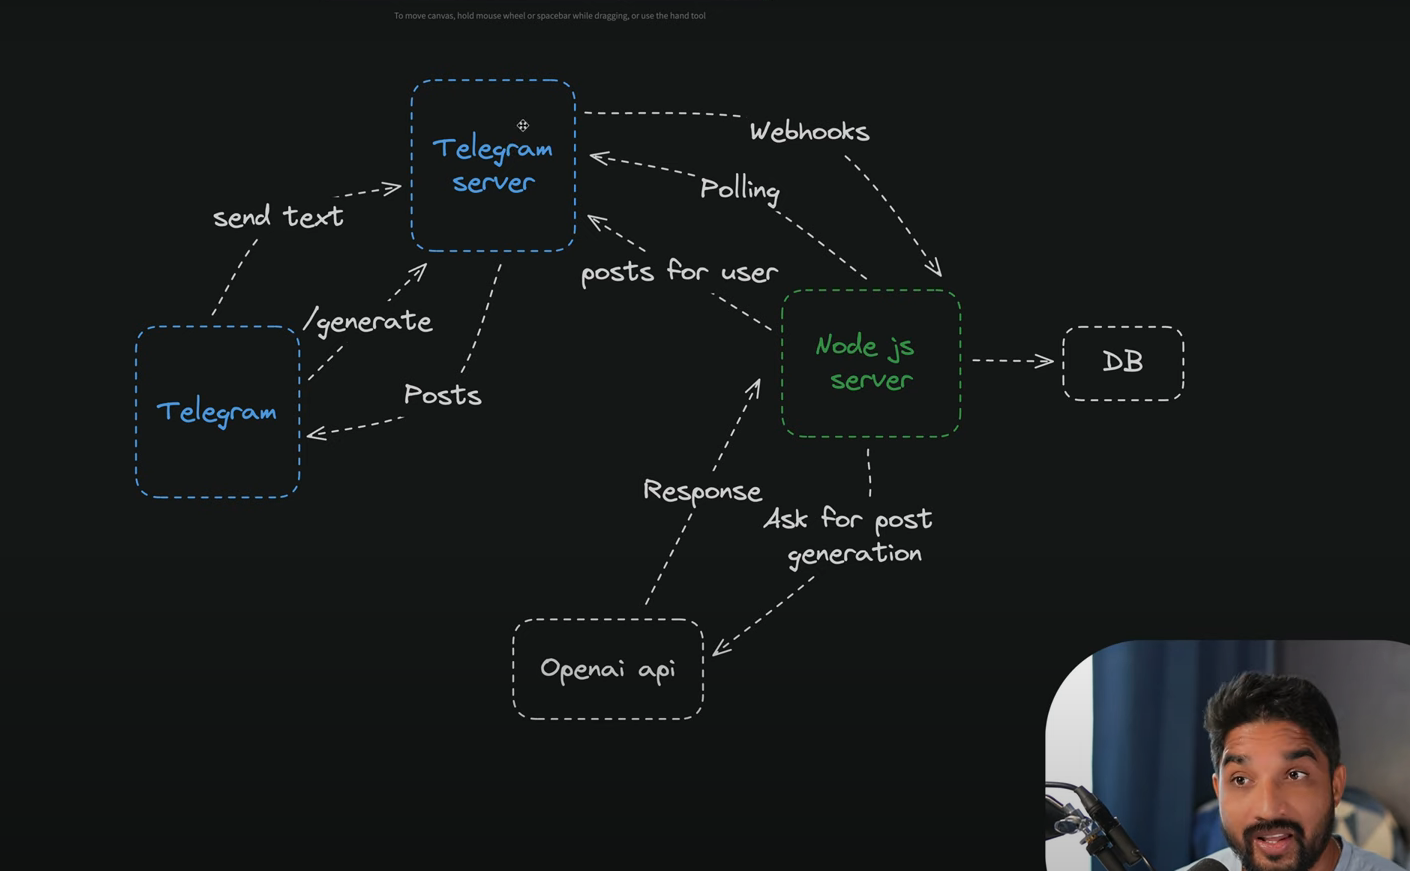 To move canvas, hold mouse wheel or spacebar while dragging, or use the hand tool
Telegram
server
Webhooks
Polling
send text
posts for user
/generate
Node js
server
DB
Posts
Telegram
Response
Ask for post
generation
Openai api